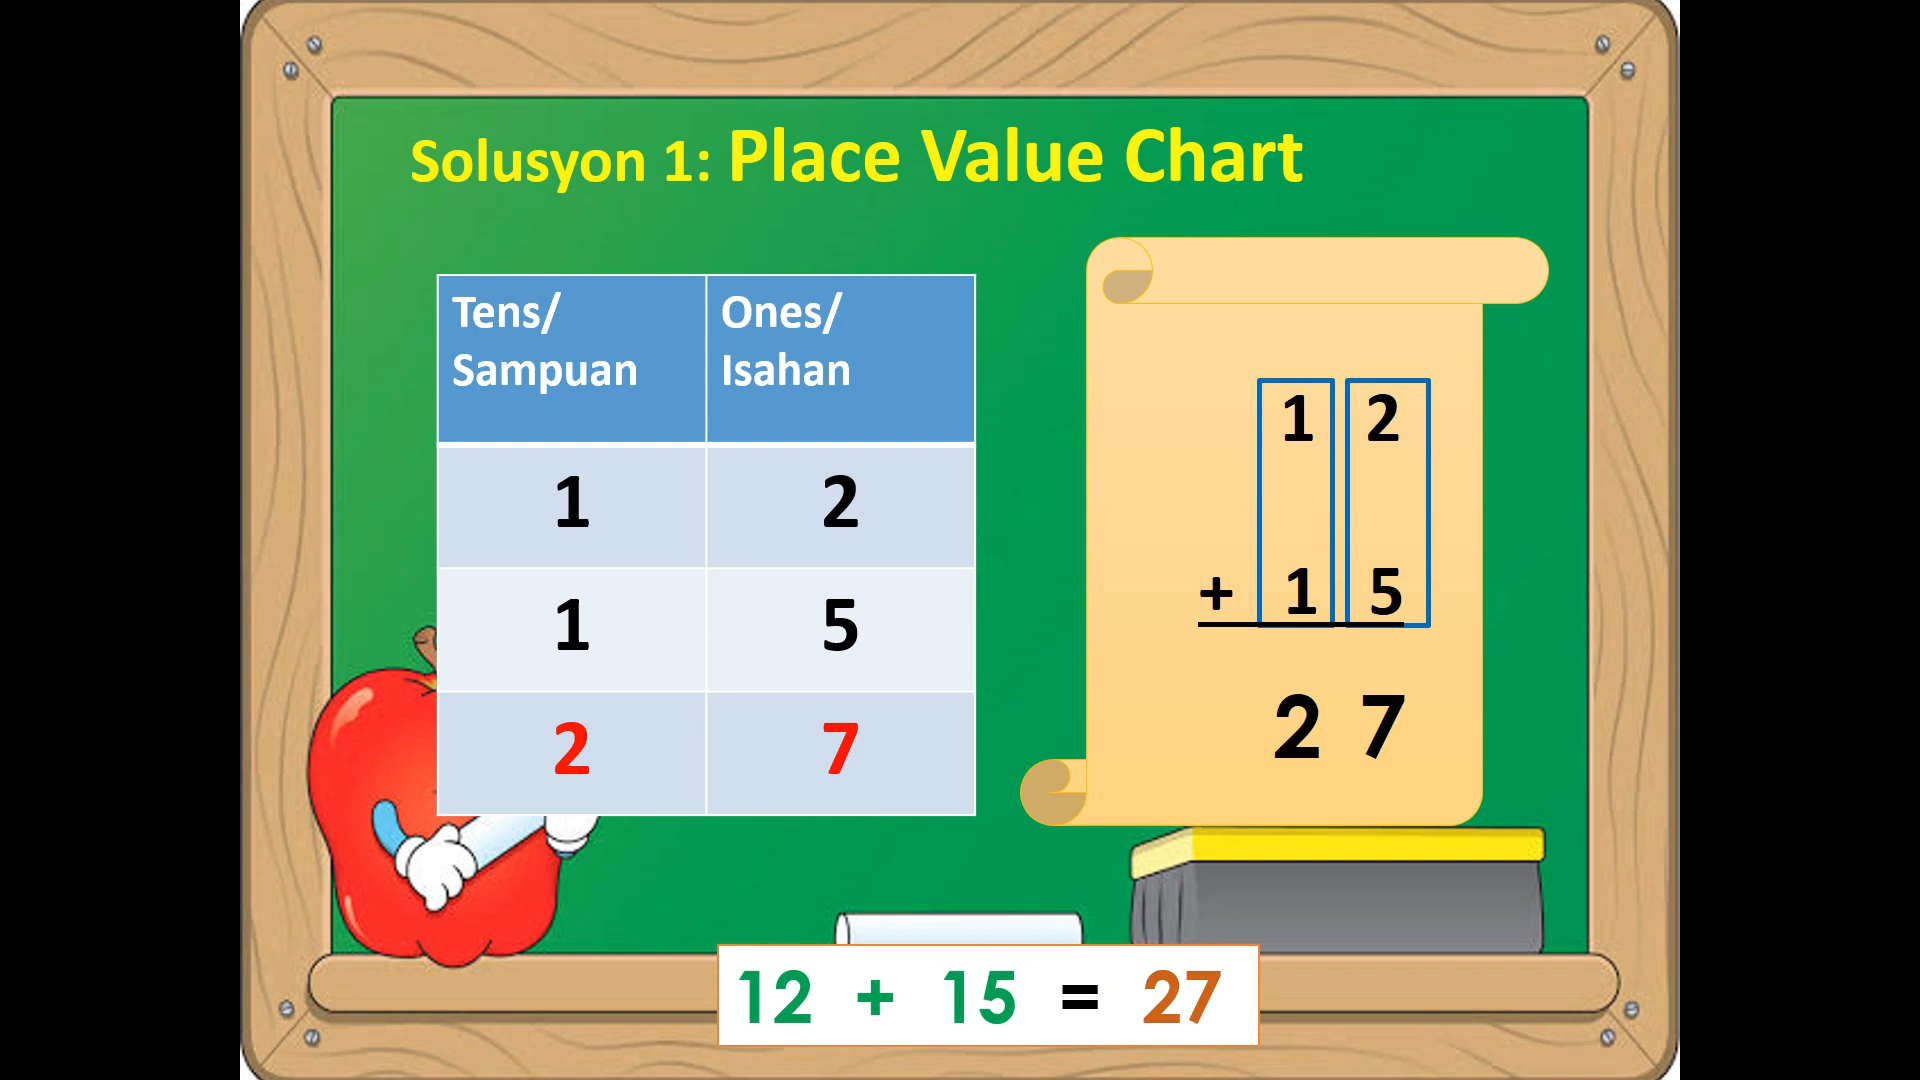 Solusyon 1: Place Value Chart
Tens/ Ones/
Sampuan Isahan
1 2
1 5
2 7
1 2
+ 1 5
2 7
12 + 15 = 27